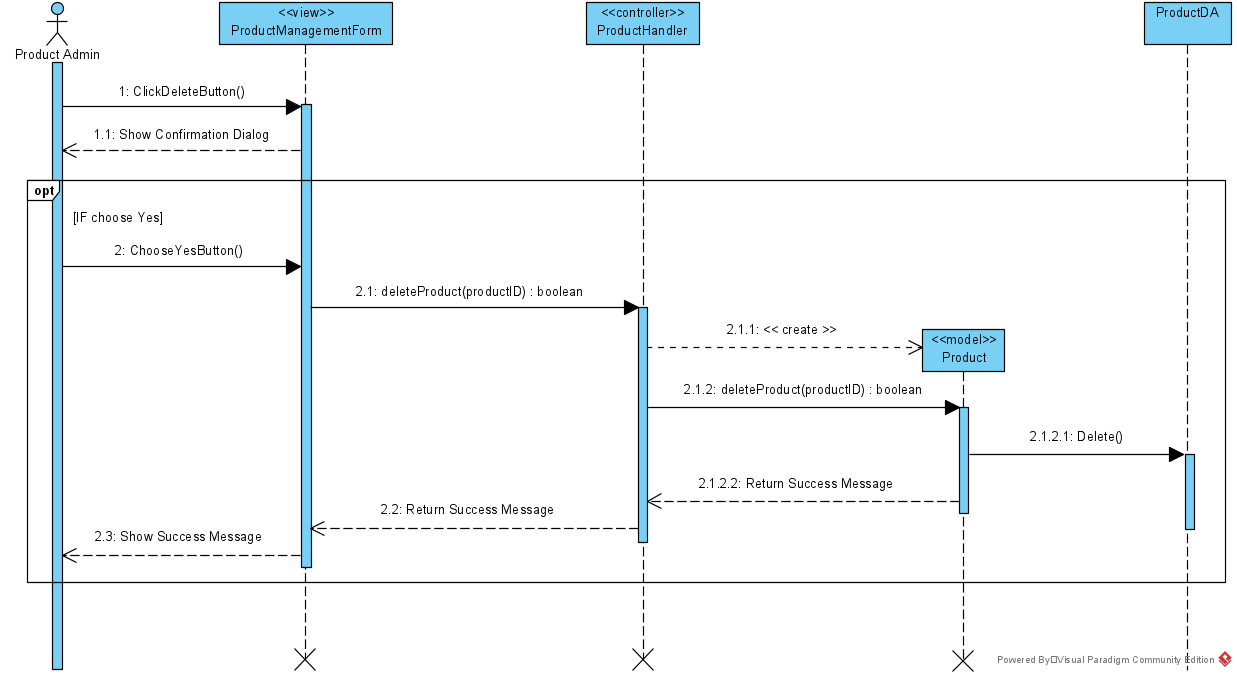 <<view>>
ProductManagementForm
<<controller>>
ProductHandler
ProductDA
Product Admin
1: ClickDeleteButton()
1.1: Show Confirmation Dialog
opt
[IF choose Yes]
2: ChooseYesButton()
2.1: deleteProduct(productID) : boolean
2.1.1: << create >>
<<model>>
Product
2.1.2: deleteProduct(productID) : boolean
2.1.2.1: Delete()
2.1.2.2: Return Success Message
2.2: Return Success Message
2.3: Show Success Message
Powered By□Visual Paradigm Community Edition